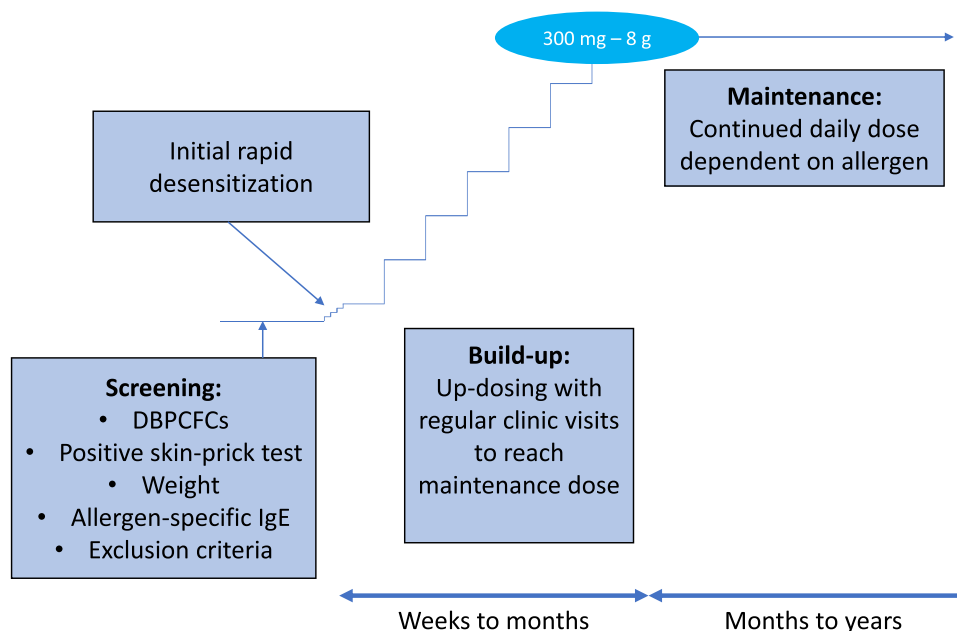 300 mg – 8 g
Maintenance:
Continued daily dose
dependent on allergen
Initial rapid
desensitization
Build-up:
Up-dosing with
regular clinic visits
to reach
maintenance dose
Screening:
• DBPCFCs
• Positive skin-prick test
• Weight
• Allergen-specific IgE
• Exclusion criteria
Weeks to months
Months to years